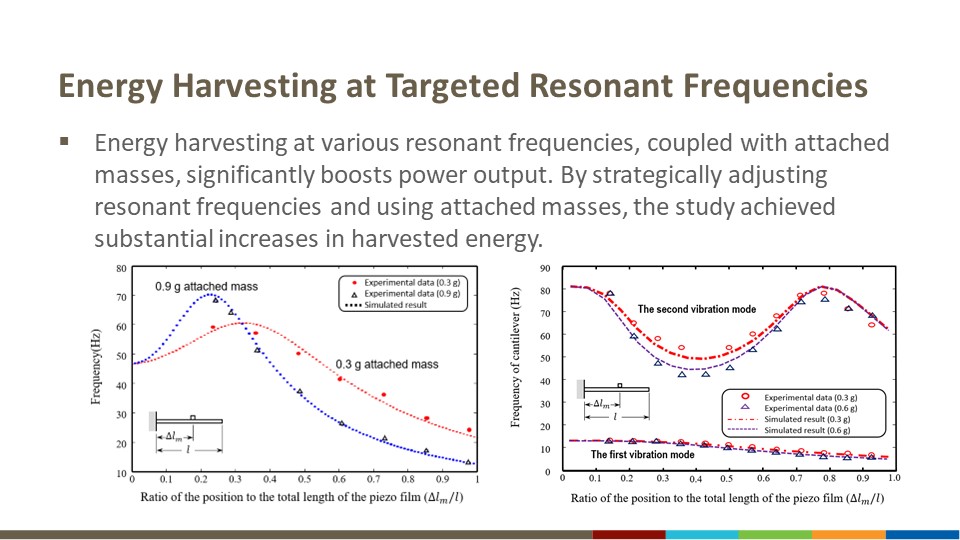 Energy Harvesting at Targeted Resonant Frequencies
▪ Energy harvesting at various resonant frequencies, coupled with attached
masses, significantly boosts power output. By strategically adjusting
resonant frequencies and using attached masses, the study achieved
substantial increases in harvested energy.
80
70
60
50
40
30
20
10
Frequency(Hz)
0.9 g attached mass
Experimental data (0.3 g)
Experimental data (0.9 g)
Simulated result
0.3 g attached mass
Δlₘ
l
0 0.1 0.2 0.3 0.4 0.5 0.6 0.7 0.8 0.9 1
Ratio of the position to the total length of the piezo film (Δlₘ/l)
90
80
70
60
50
40
30
20
10
0
Frequency of cantilever (Hz)
The second vibration mode
Δlₘ
l
Experimental data (0.3 g)
Experimental data (0.6 g)
Simulated result (0.3 g)
Simulated result (0.6 g)
The first vibration mode
0 0.1 0.2 0.3 0.4 0.5 0.6 0.7 0.8 0.9 1.0
Ratio of the position to the total length of the piezo film (Δlₘ/l)